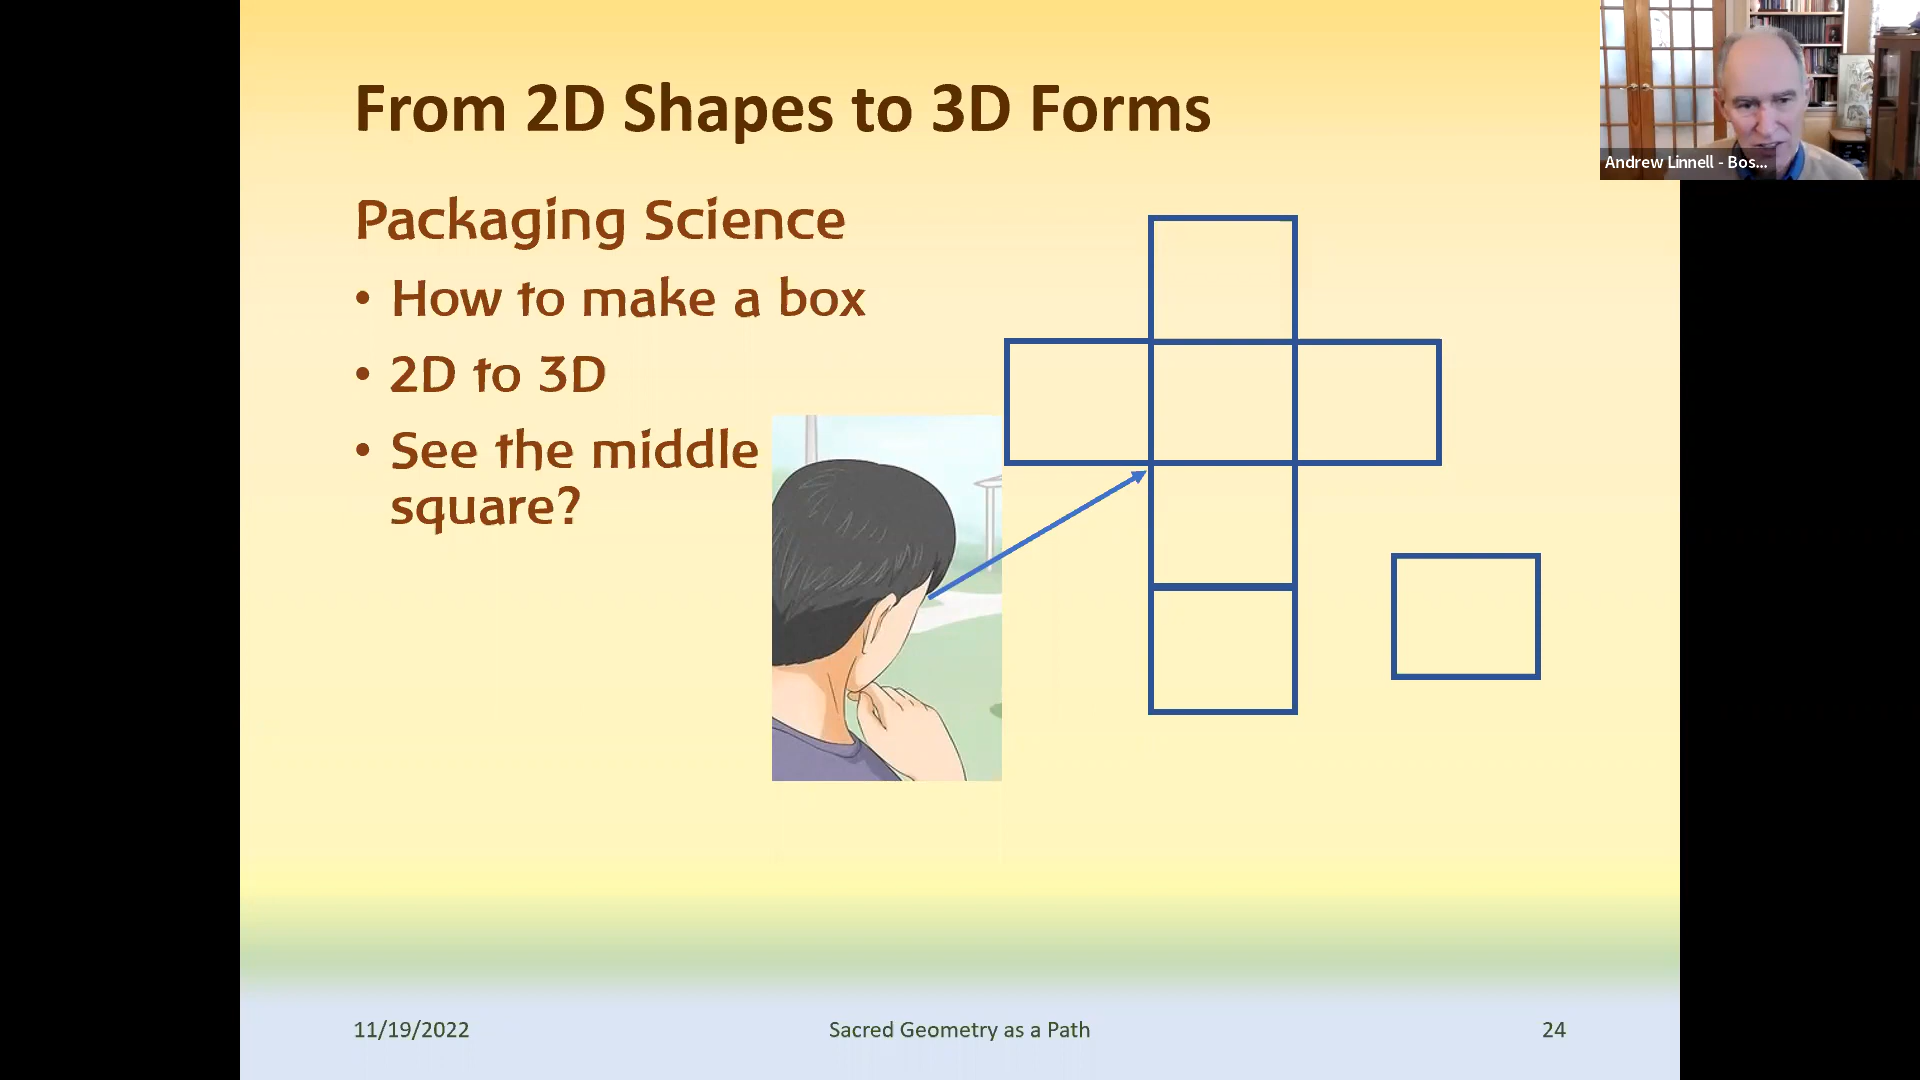 From 2D Shapes to 3D Forms
Andrew Linnell - Bos...
Packaging Science
• How to make a box
• 2D to 3D
• See the middle
square?
11/19/2022
Sacred Geometry as a Path
24